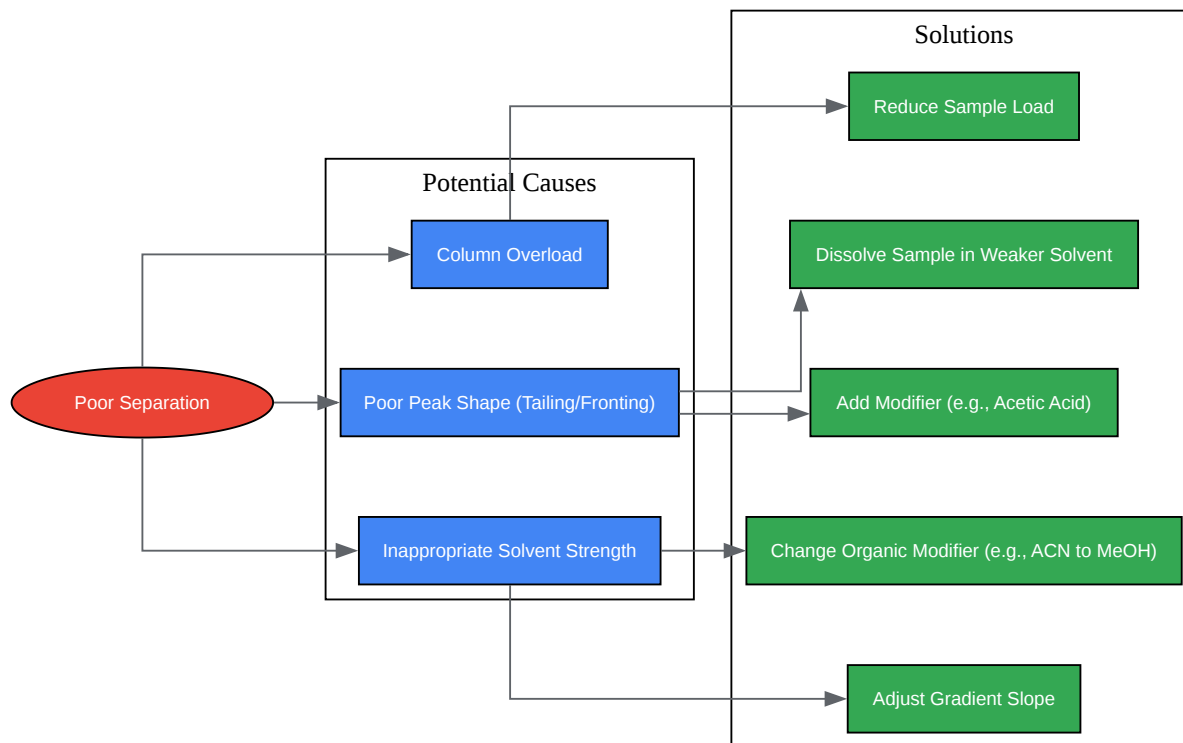 Solutions
Reduce Sample Load
Potential Causes
Column Overload
Dissolve Sample in Weaker Solvent
Poor Separation
Poor Peak Shape (Tailing/Fronting)
Add Modifier (e.g., Acetic Acid)
Inappropriate Solvent Strength
Change Organic Modifier (e.g., ACN to MeOH)
Adjust Gradient Slope